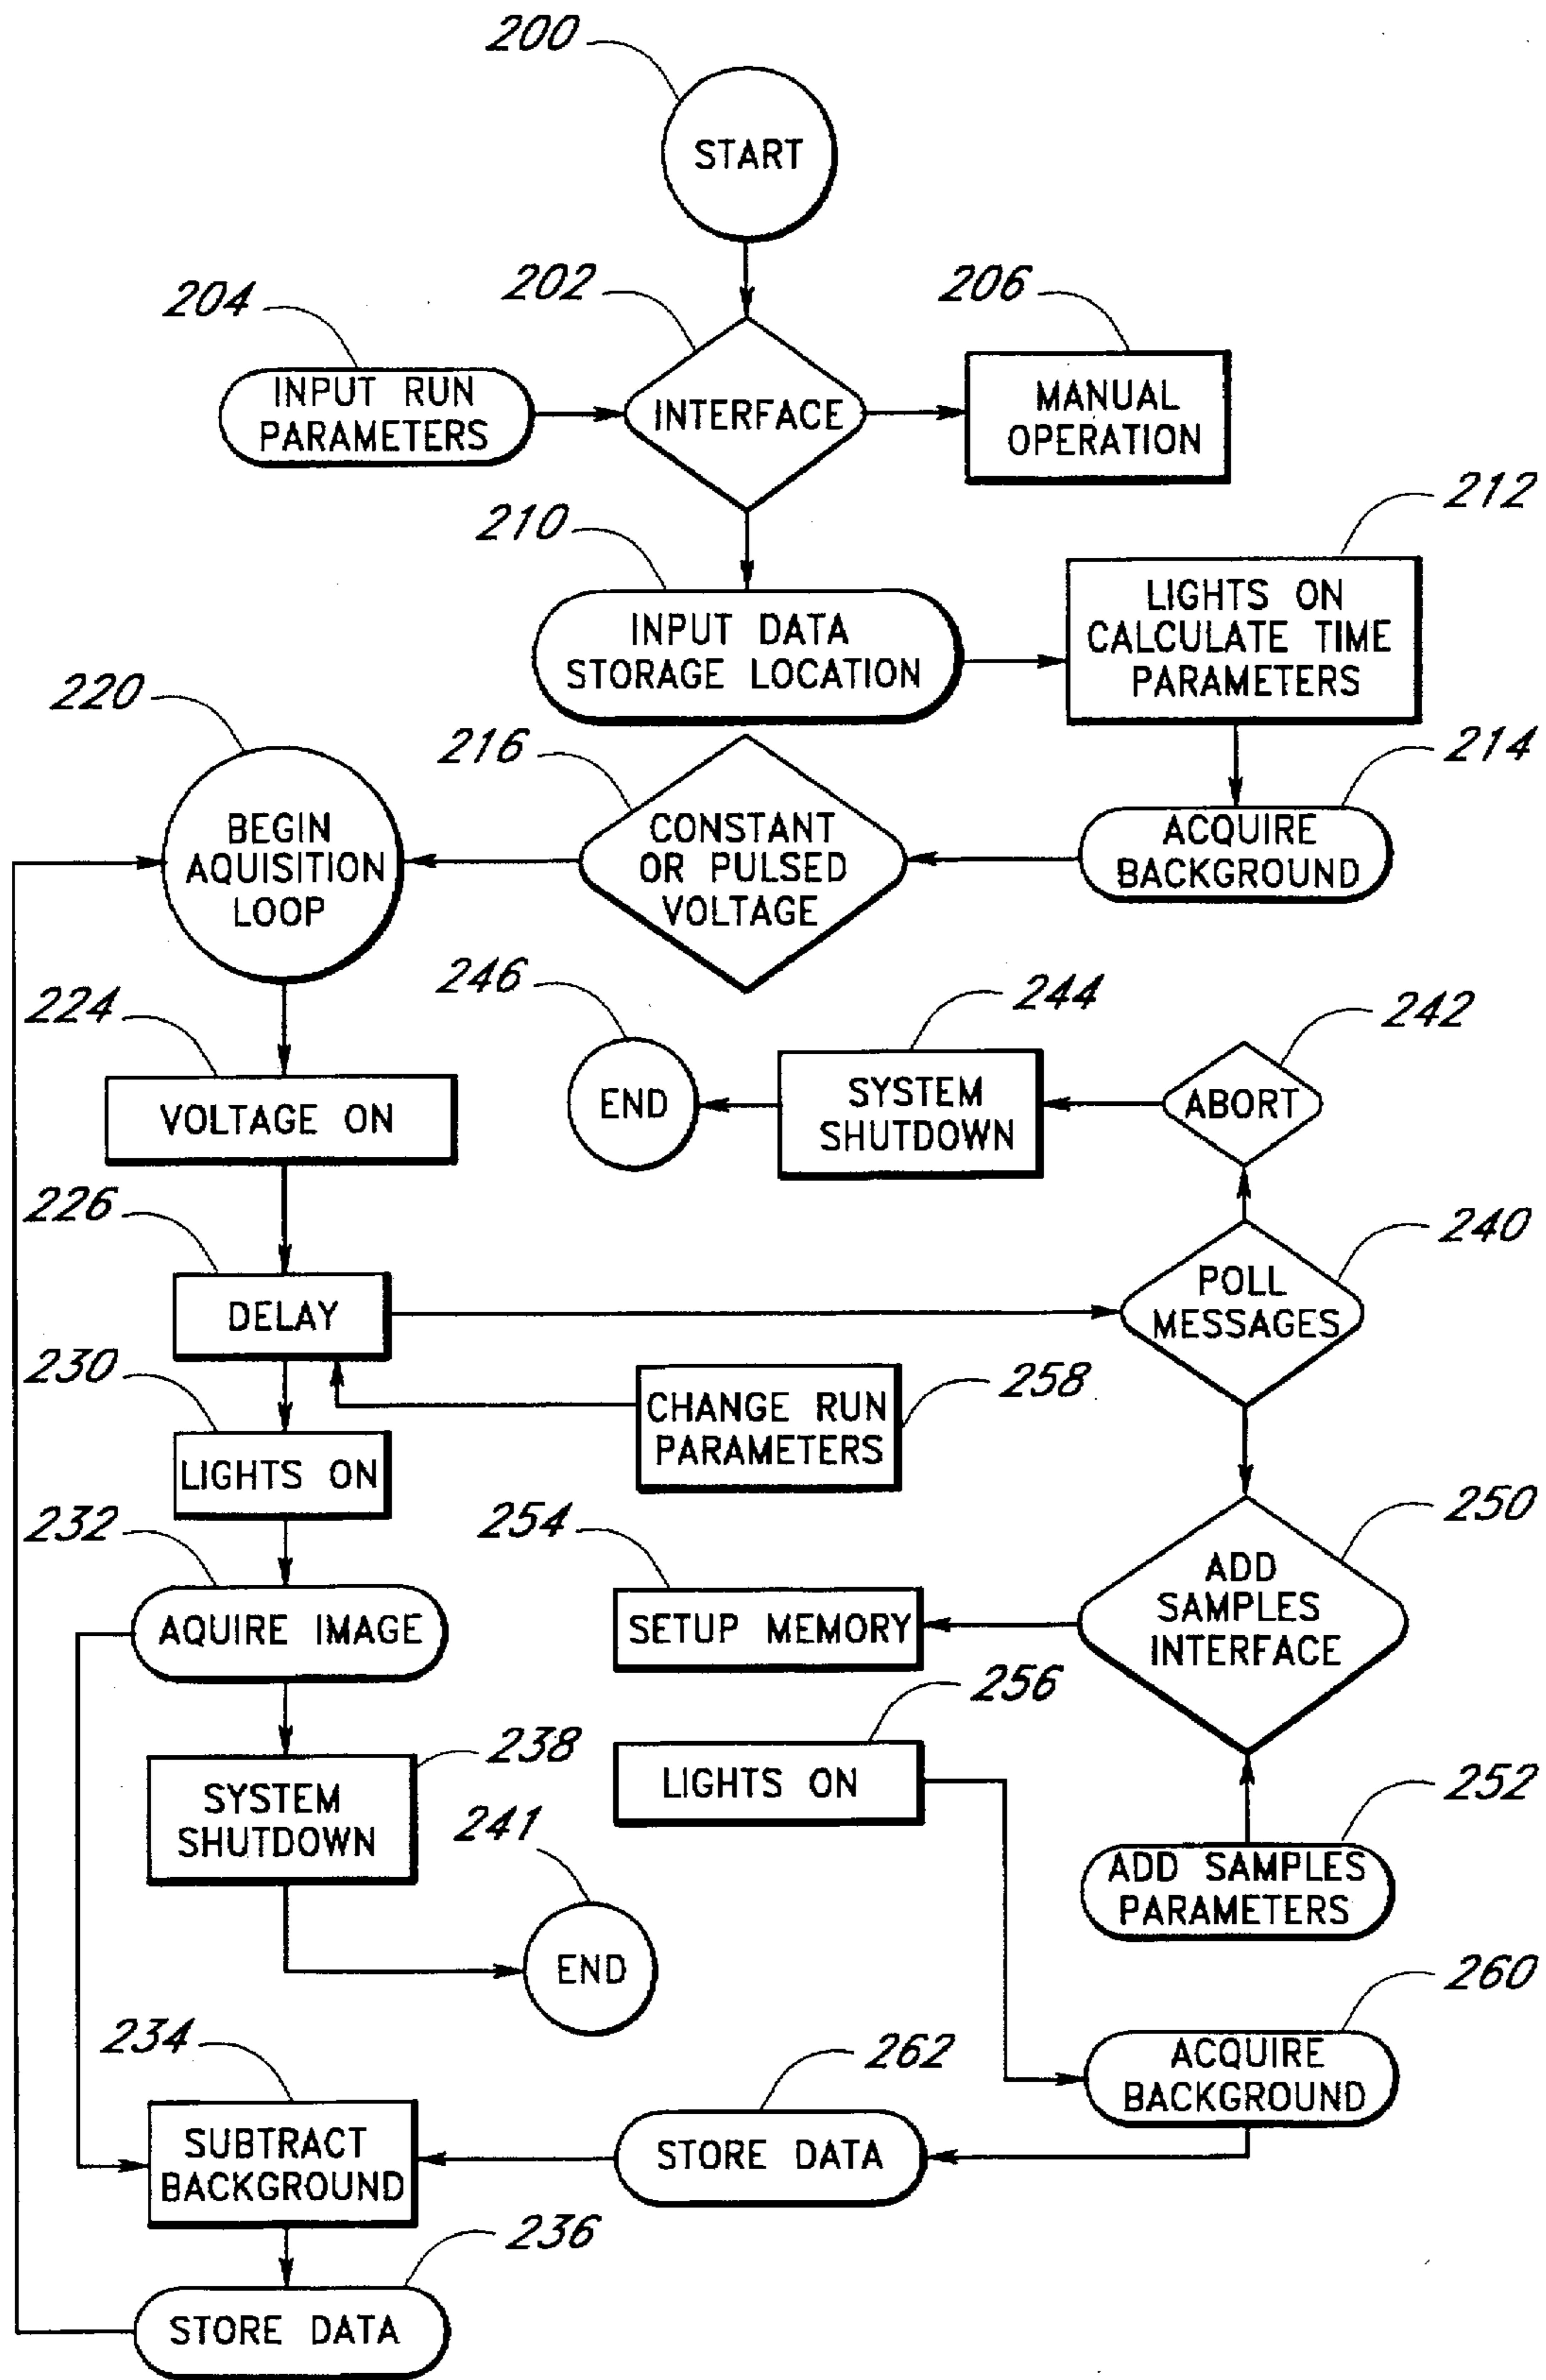 200
START
204
202
206
INPUT RUN
PARAMETERS
INTERFACE
MANUAL
OPERATION
210
212
INPUT DATA
STORAGE LOCATION
LIGHTS ON
CALCULATE TIME
PARAMETERS
220
216
214
BEGIN
AQUISITION
LOOP
CONSTANT
OR PULSED
VOLTAGE
ACQUIRE
BACKGROUND
224
246
244
242
VOLTAGE ON
END
SYSTEM
SHUTDOWN
ABORT
226
240
DELAY
POLL
MESSAGES
230
258
CHANGE RUN
PARAMETERS
LIGHTS ON
232
254
250
AQUIRE IMAGE
SETUP MEMORY
ADD
SAMPLES
INTERFACE
238
256
252
SYSTEM
SHUTDOWN
LIGHTS ON
241
ADD SAMPLES
PARAMETERS
END
260
234
262
ACQUIRE
BACKGROUND
SUBTRACT
BACKGROUND
STORE DATA
236
STORE DATA